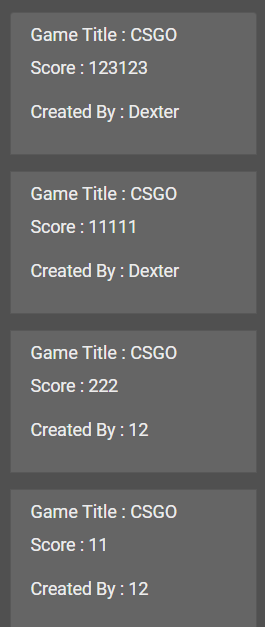 Game Title : CSGO
Score : 123123
Created By : Dexter
Game Title : CSGO
Score : 11111
Created By : Dexter
Game Title : CSGO
Score : 222
Created By : 12
Game Title : CSGO
Score : 11
Created By : 12